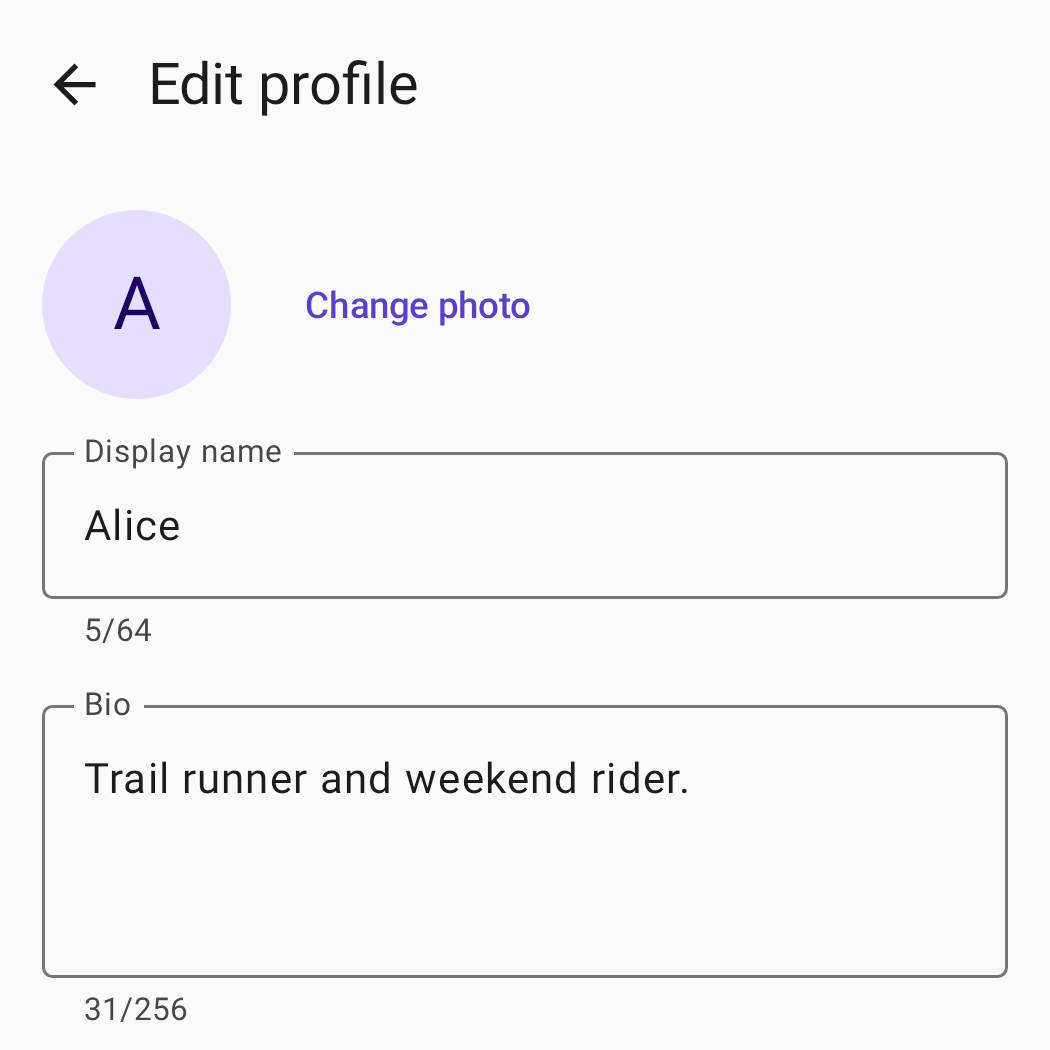 Edit profile
A
Change photo
Display name
Alice
5/64
Bio
Trail runner and weekend rider.
31/256